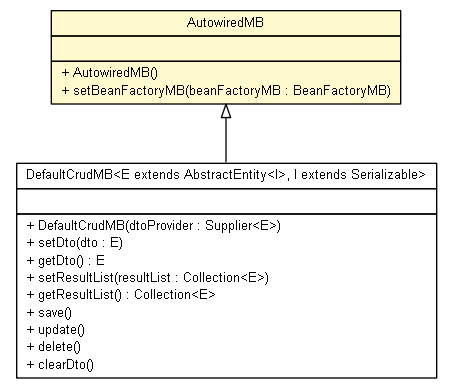 AutowiredMB
+ AutowiredMB()
+ setBeanFactoryMB(beanFactoryMB : BeanFactoryMB)
DefaultCrudMB<E extends AbstractEntity<I>, I extends Serializable>
+ DefaultCrudMB(dtoProvider : Supplier<E>)
+ setDto(dto : E)
+ getDto() : E
+ setResultList(resultList : Collection<E>)
+ getResultList() : Collection<E>
+ save()
+ update()
+ delete()
+ clearDto()